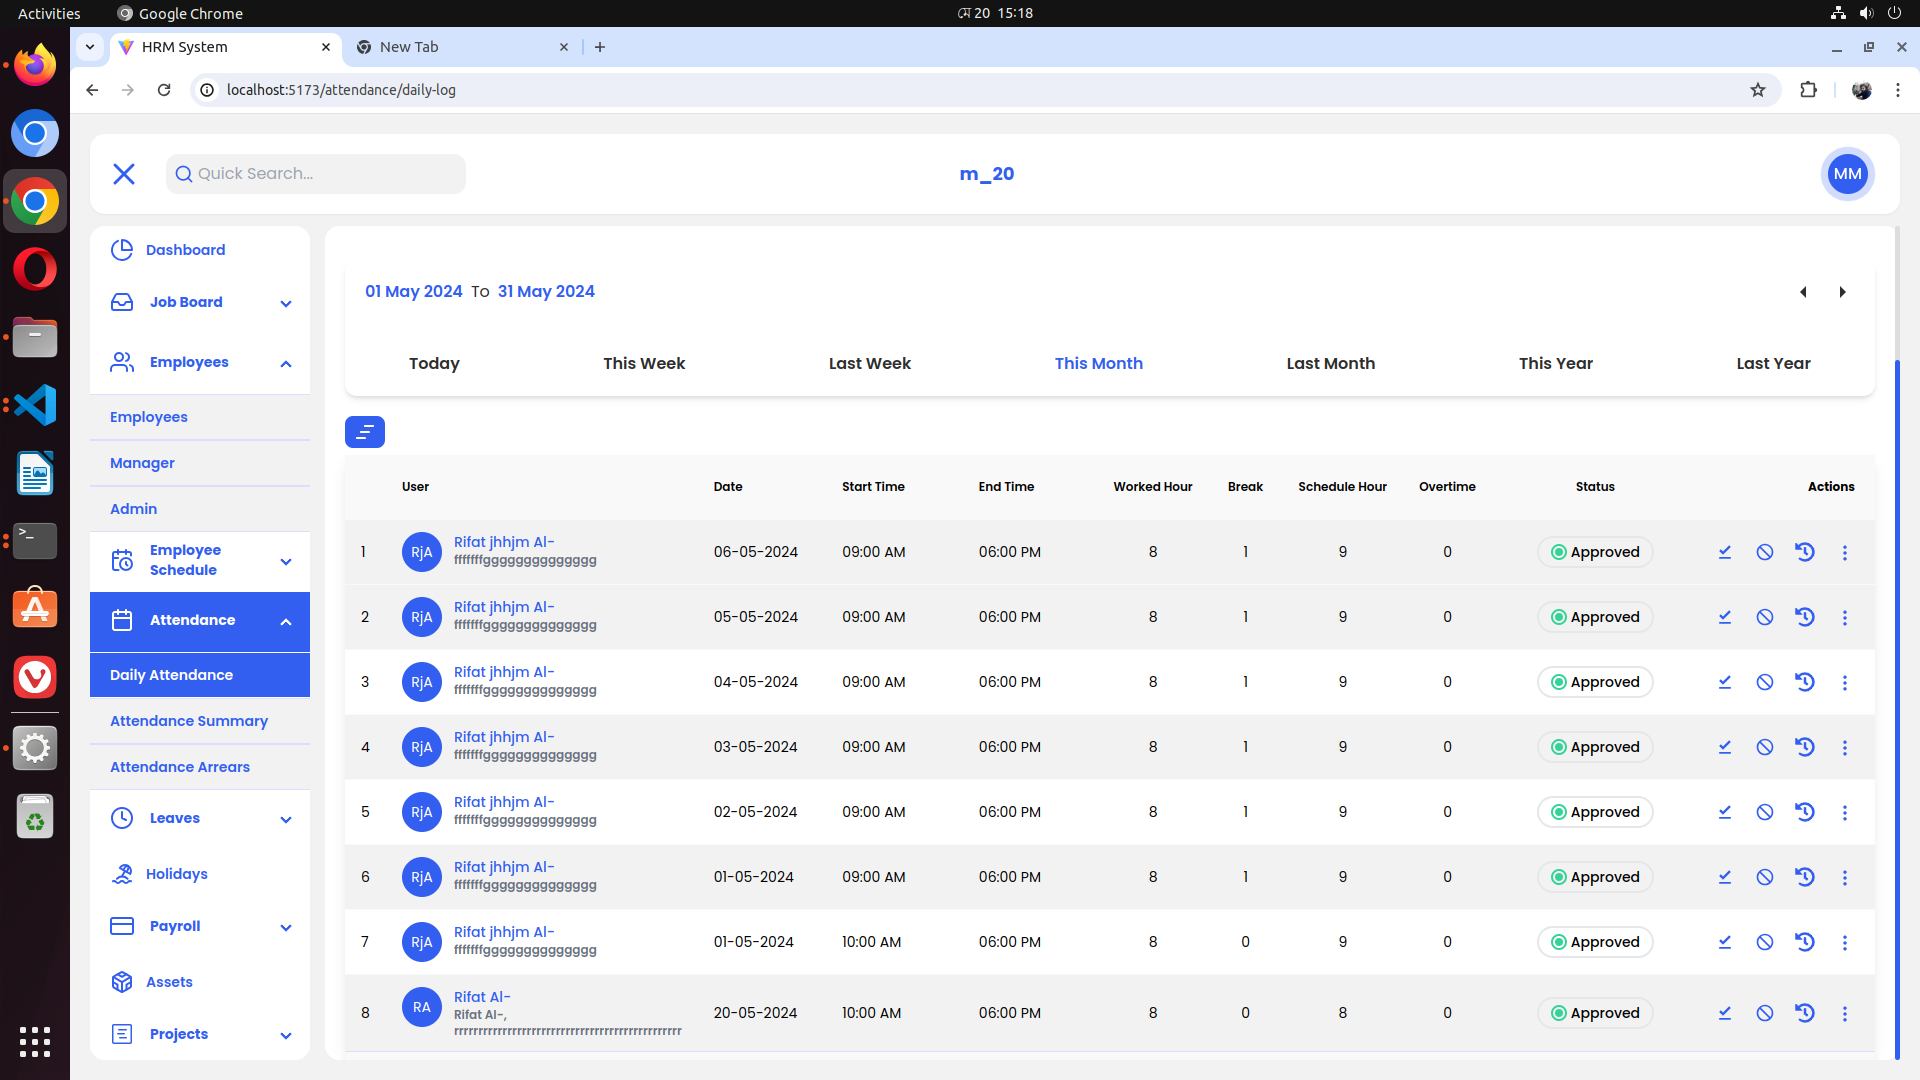 Activities Google Chrome মে 20 15:18
HRM System New Tab
localhost:5173/attendance/daily-log
Quick Search... m_20 MM
Dashboard
Job Board
Employees
Employees
Manager
Admin
Employee
Schedule
Attendance
Daily Attendance
Attendance Summary
Attendance Arrears
Leaves
Holidays
Payroll
Assets
Projects
01 May 2024 To 31 May 2024
Today This Week Last Week This Month Last Month This Year Last Year
User Date Start Time End Time Worked Hour Break Schedule Hour Overtime Status Actions
1 RjA Rifat jhhjm Al- 06-05-2024 09:00 AM 06:00 PM 8 1 9 0 Approved
fffffffgggggggggggggg
2 RjA Rifat jhhjm Al- 05-05-2024 09:00 AM 06:00 PM 8 1 9 0 Approved
fffffffgggggggggggggg
3 RjA Rifat jhhjm Al- 04-05-2024 09:00 AM 06:00 PM 8 1 9 0 Approved
fffffffgggggggggggggg
4 RjA Rifat jhhjm Al- 03-05-2024 09:00 AM 06:00 PM 8 1 9 0 Approved
fffffffgggggggggggggg
5 RjA Rifat jhhjm Al- 02-05-2024 09:00 AM 06:00 PM 8 1 9 0 Approved
fffffffgggggggggggggg
6 RjA Rifat jhhjm Al- 01-05-2024 09:00 AM 06:00 PM 8 1 9 0 Approved
fffffffgggggggggggggg
7 RjA Rifat jhhjm Al- 01-05-2024 10:00 AM 06:00 PM 8 0 9 0 Approved
fffffffgggggggggggggg
8 RA Rifat Al- 20-05-2024 10:00 AM 06:00 PM 8 0 8 0 Approved
Rifat Al-,